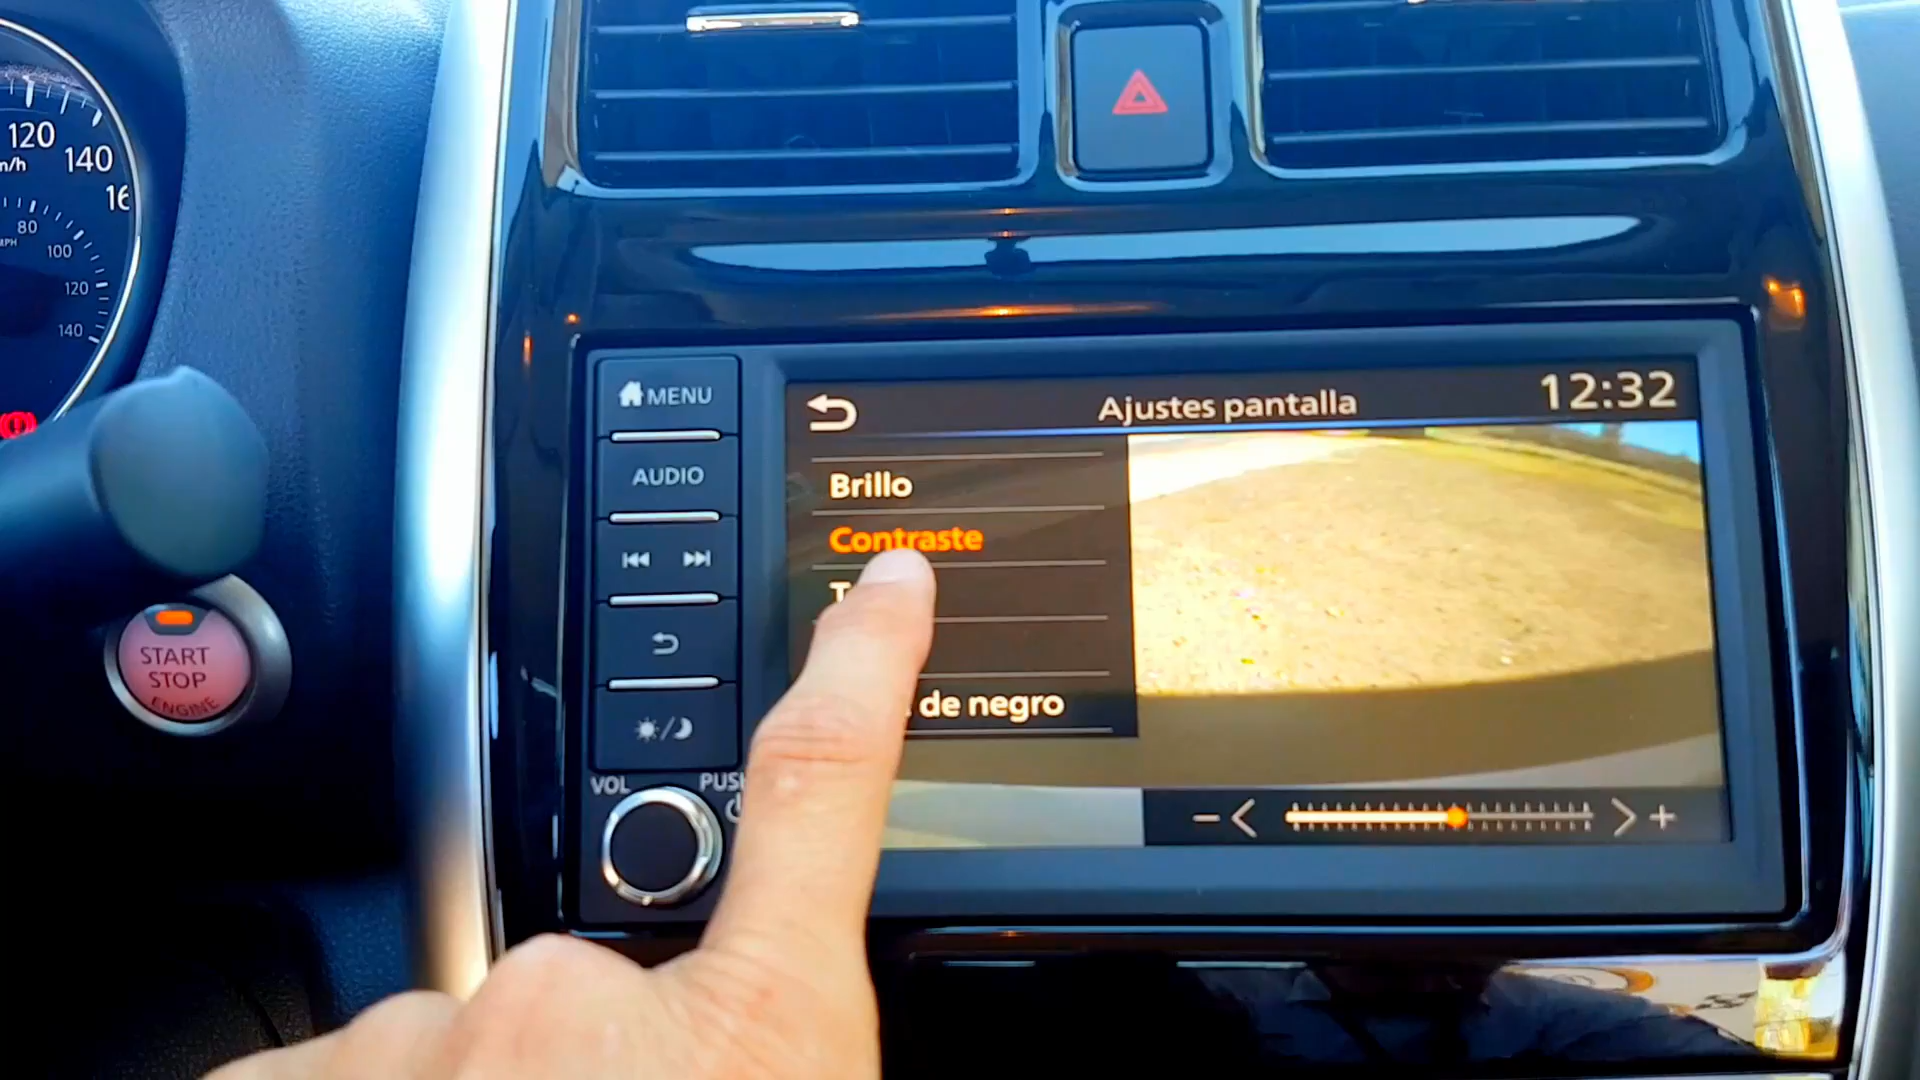 120
140
80
100
120
140
MENU
AUDIO
START
STOP
ENGINE
VOL
Ajustes pantalla
12:32
Brillo
Contraste
de negro